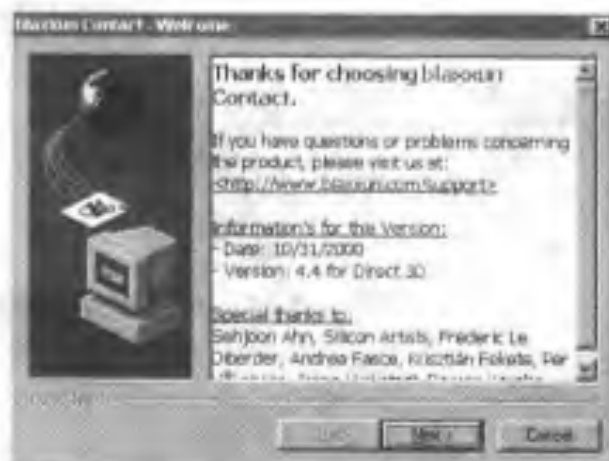 blaxxun Contact - Welcome
Thanks for choosing blaxxun
Contact.
If you have questions or problems concerning
the product, please visit us at:
<http://www.blaxxun.com/support>
Information's for this Version:
- Date: 10/31/2000
- Version: 4.4 for Direct 3D
Special thanks to:
Sehjoon Ahn, Silicon Artists, Frederic Le
Diberder, Andrea Fasce, Krisztián Fekete, Per
Next >
Cancel